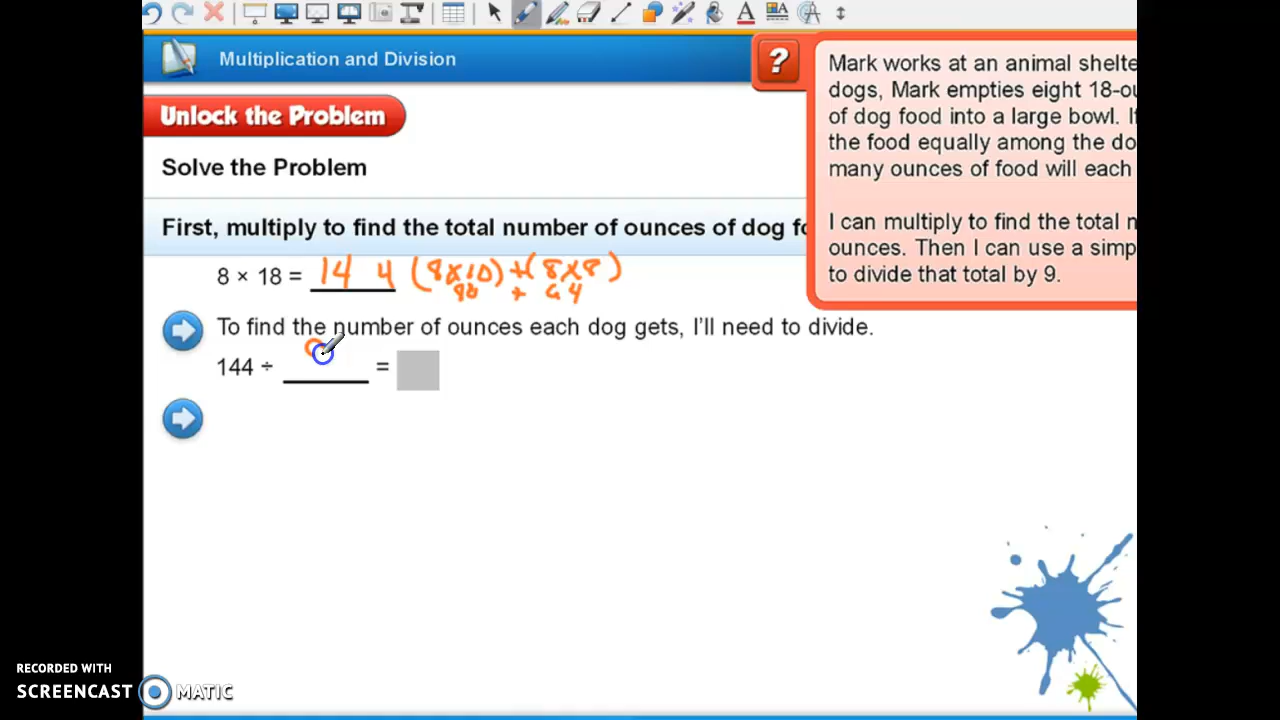 Multiplication and Division
?
Mark works at an animal shelte
dogs, Mark empties eight 18-ou
of dog food into a large bowl. I
the food equally among the do
many ounces of food will each
I can multiply to find the total n
ounces. Then I can use a simp
to divide that total by 9.
Unlock the Problem
Solve the Problem
First, multiply to find the total number of ounces of dog fo
8 × 18 = 144 (8×10)+(8×8)
80 + 64
To find the number of ounces each dog gets, I'll need to divide.
144 ÷ ______ =
RECORDED WITH
SCREENCAST MATIC